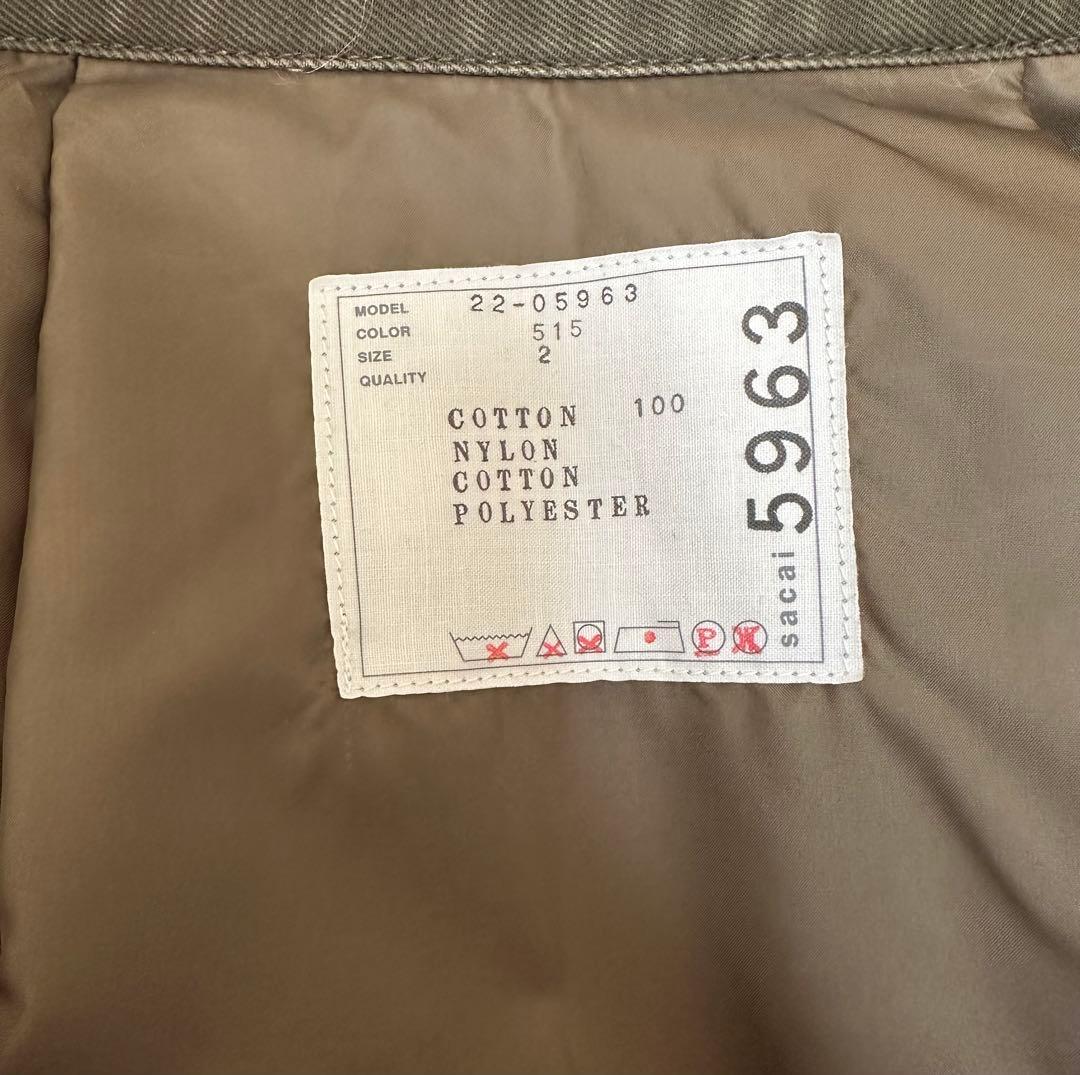 MODEL 22-05963
COLOR 515
SIZE 2
QUALITY
COTTON 100
NYLON
COTTON
POLYESTER
P
sacai 5963